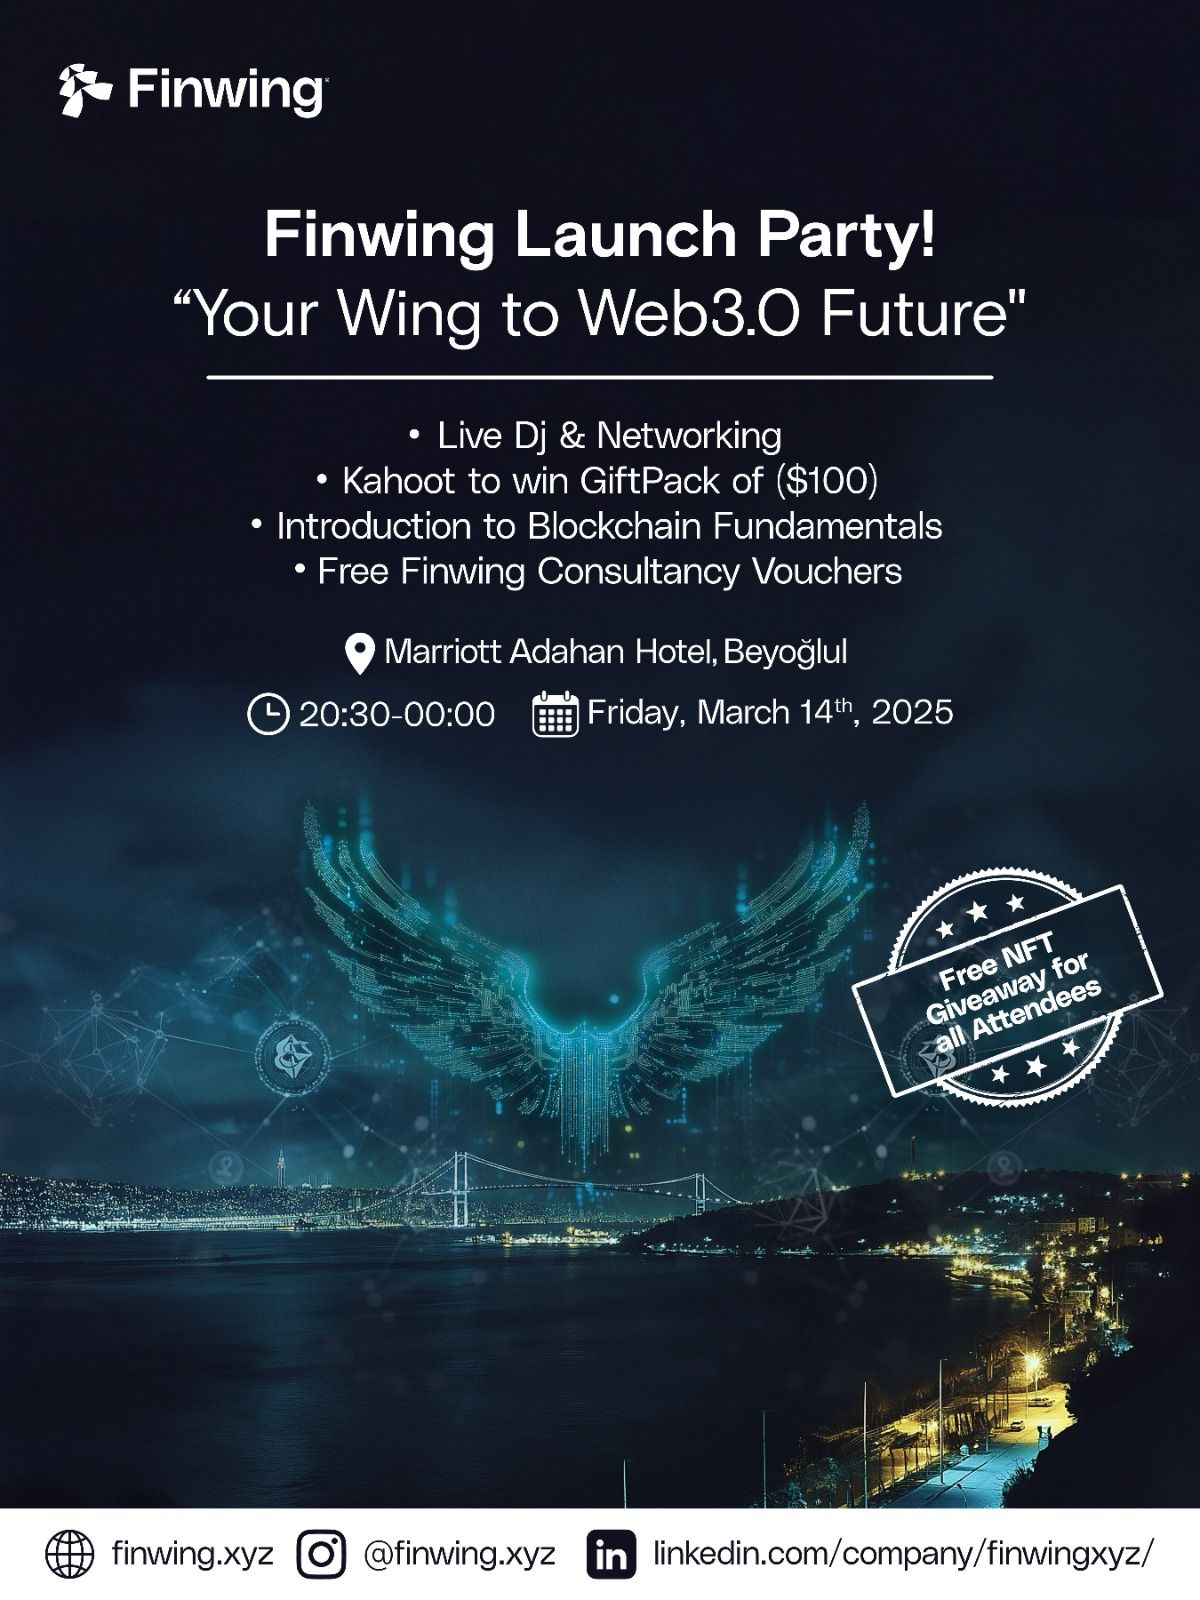 Finwing
Finwing Launch Party!
“Your Wing to Web3.0 Future"
• Live Dj & Networking
• Kahoot to win GiftPack of ($100)
• Introduction to Blockchain Fundamentals
• Free Finwing Consultancy Vouchers
Marriott Adahan Hotel, Beyoğlul
20:30-00:00 Friday, March 14th, 2025
Free NFT
Giveaway for
all Attendees
finwing.xyz @finwing.xyz in linkedin.com/company/finwingxyz/